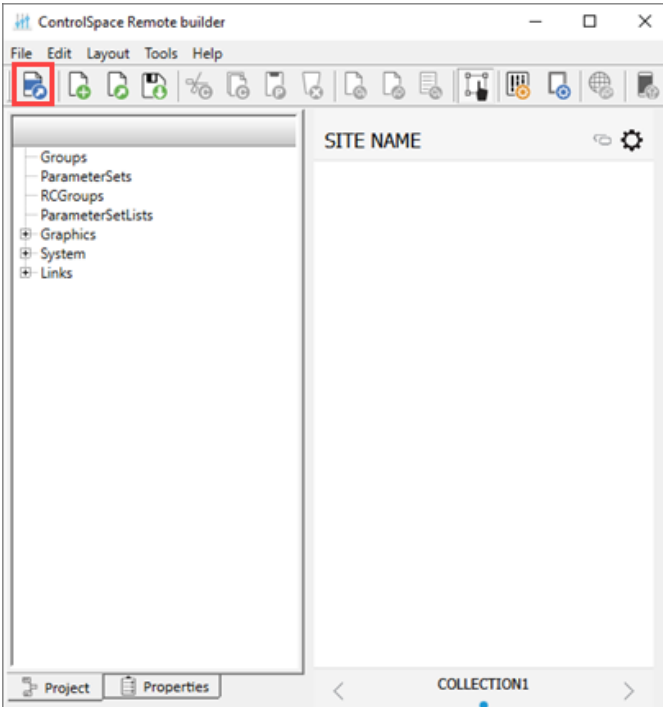 ControlSpace Remote builder
File Edit Layout Tools Help
SITE NAME
Groups
ParameterSets
RCGroups
ParameterSetLists
Graphics
System
Links
Project Properties
COLLECTION1